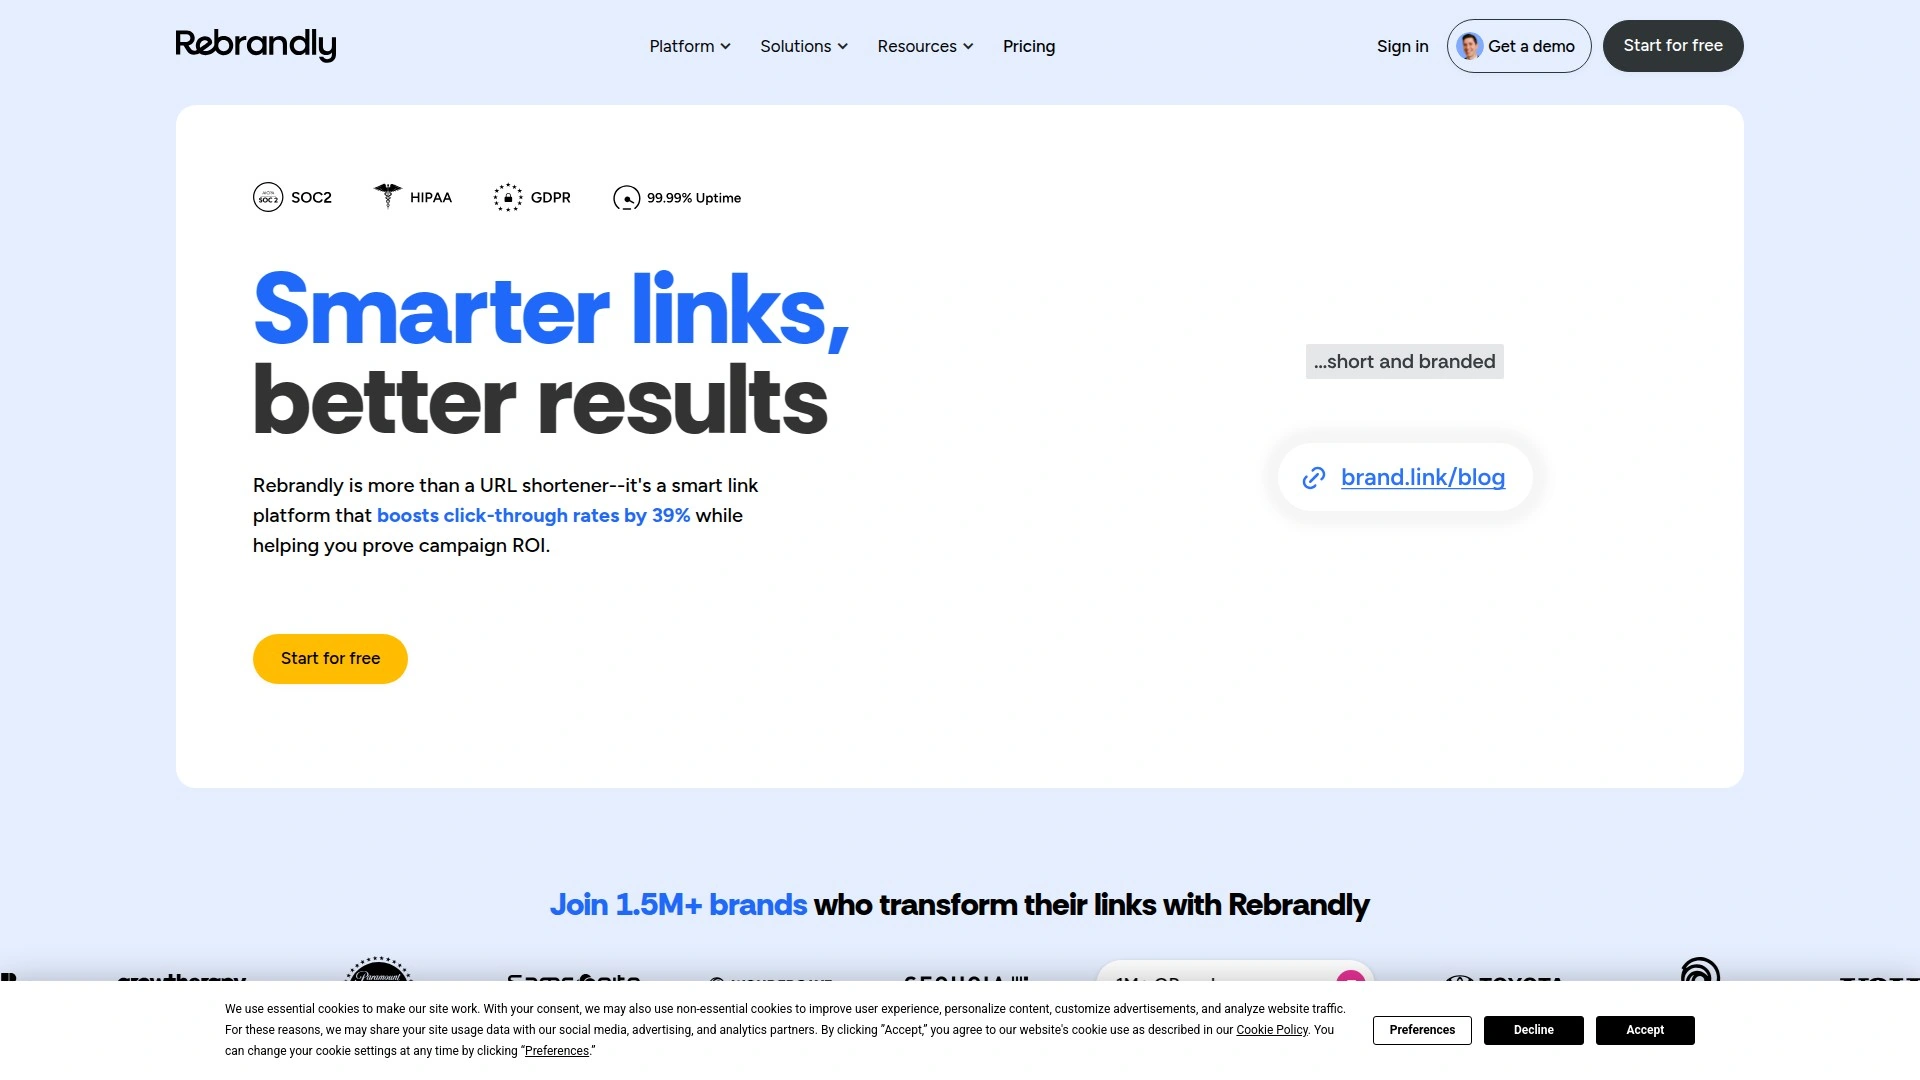 Rebrandly
Platform
Solutions
Resources
Pricing
Sign in
Get a demo
Start for free
SOC 2
SOC2
HIPAA
GDPR
99.99% Uptime
Smarter links,
better results
Rebrandly is more than a URL shortener--it's a smart link
platform that boosts click-through rates by 39% while
helping you prove campaign ROI.
Start for free
...short and branded
brand.link/blog
Join 1.5M+ brands who transform their links with Rebrandly
growtherapy
Paramount
Samsonite
SEQUOIA
TOYOTA
We use essential cookies to make our site work. With your consent, we may also use non-essential cookies to improve user experience, personalize content, customize advertisements, and analyze website traffic.
For these reasons, we may share your site usage data with our social media, advertising, and analytics partners. By clicking "Accept," you agree to our website's cookie use as described in our Cookie Policy. You
can change your cookie settings at any time by clicking “Preferences.”
Preferences
Decline
Accept